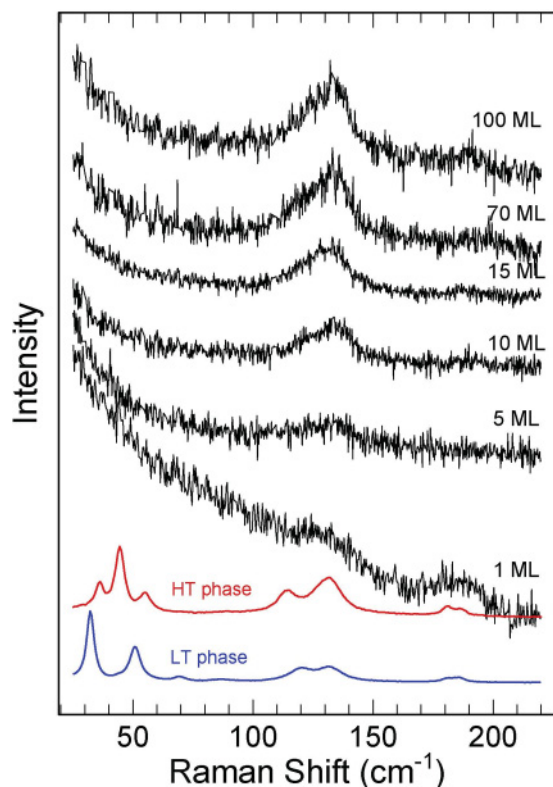 100 ML
70 ML
15 ML
10 ML
5 ML
1 ML
HT phase
LT phase
Intensity
50 100 150 200
Raman Shift (cm⁻¹)